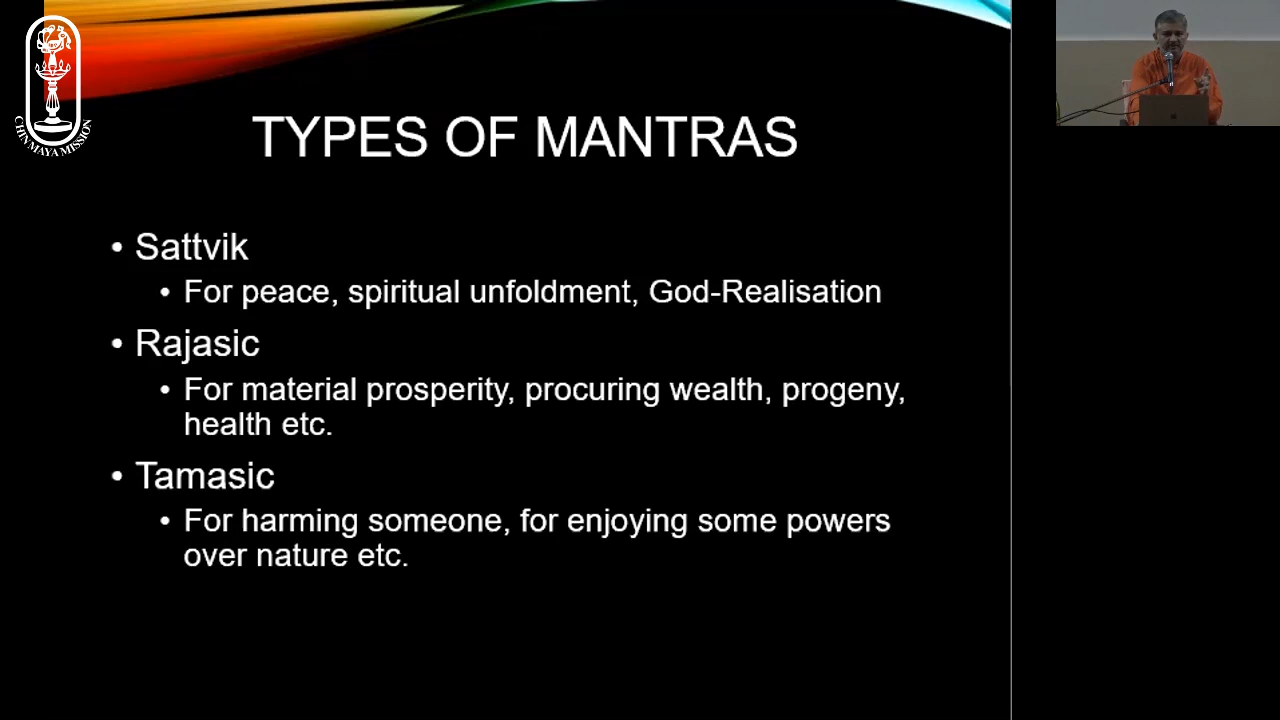 CHINMAYA MISSION
TYPES OF MANTRAS
• Sattvik
• For peace, spiritual unfoldment, God-Realisation
• Rajasic
• For material prosperity, procuring wealth, progeny,
health etc.
• Tamasic
• For harming someone, for enjoying some powers
over nature etc.